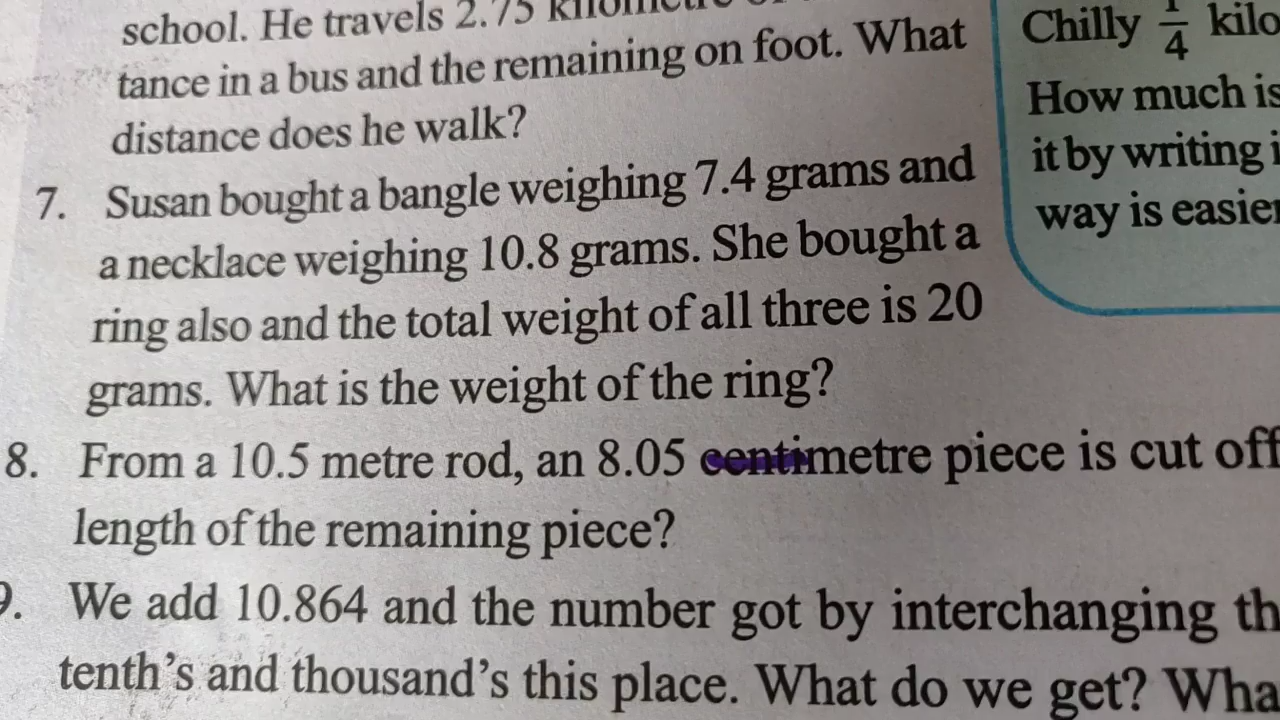 school. He travels 2.75
tance in a bus and the remaining on foot. What
distance does he walk?
7. Susan bought a bangle weighing 7.4 grams and
a necklace weighing 10.8 grams. She bought a
ring also and the total weight of all three is 20
grams. What is the weight of the ring?
8. From a 10.5 metre rod, an 8.05 centimetre piece is cut off
length of the remaining piece?
9. We add 10.864 and the number got by interchanging th
tenth's and thousand's this place. What do we get? Wha
Chilly 1/4 kilo
How much is
it by writing i
way is easier